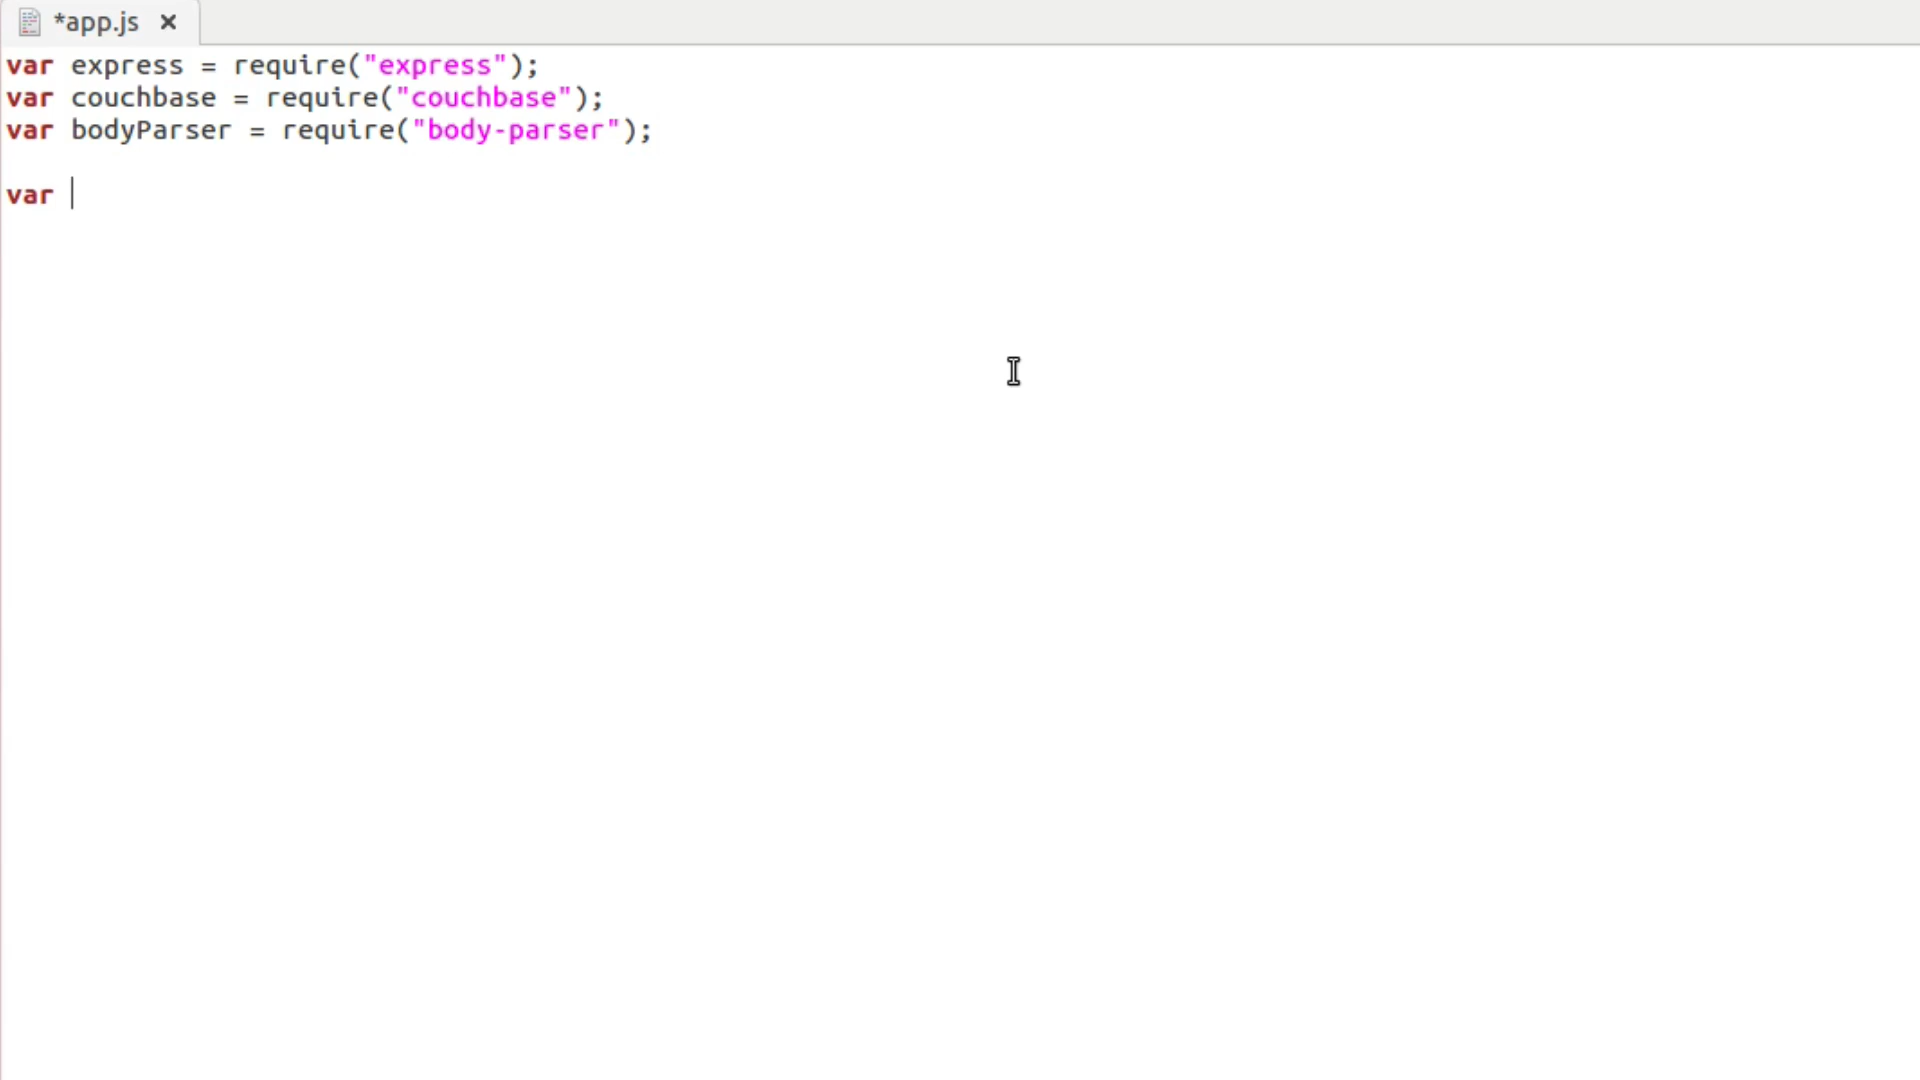 *app.js ×
var express = require("express");
var couchbase = require("couchbase");
var bodyParser = require("body-parser");
var